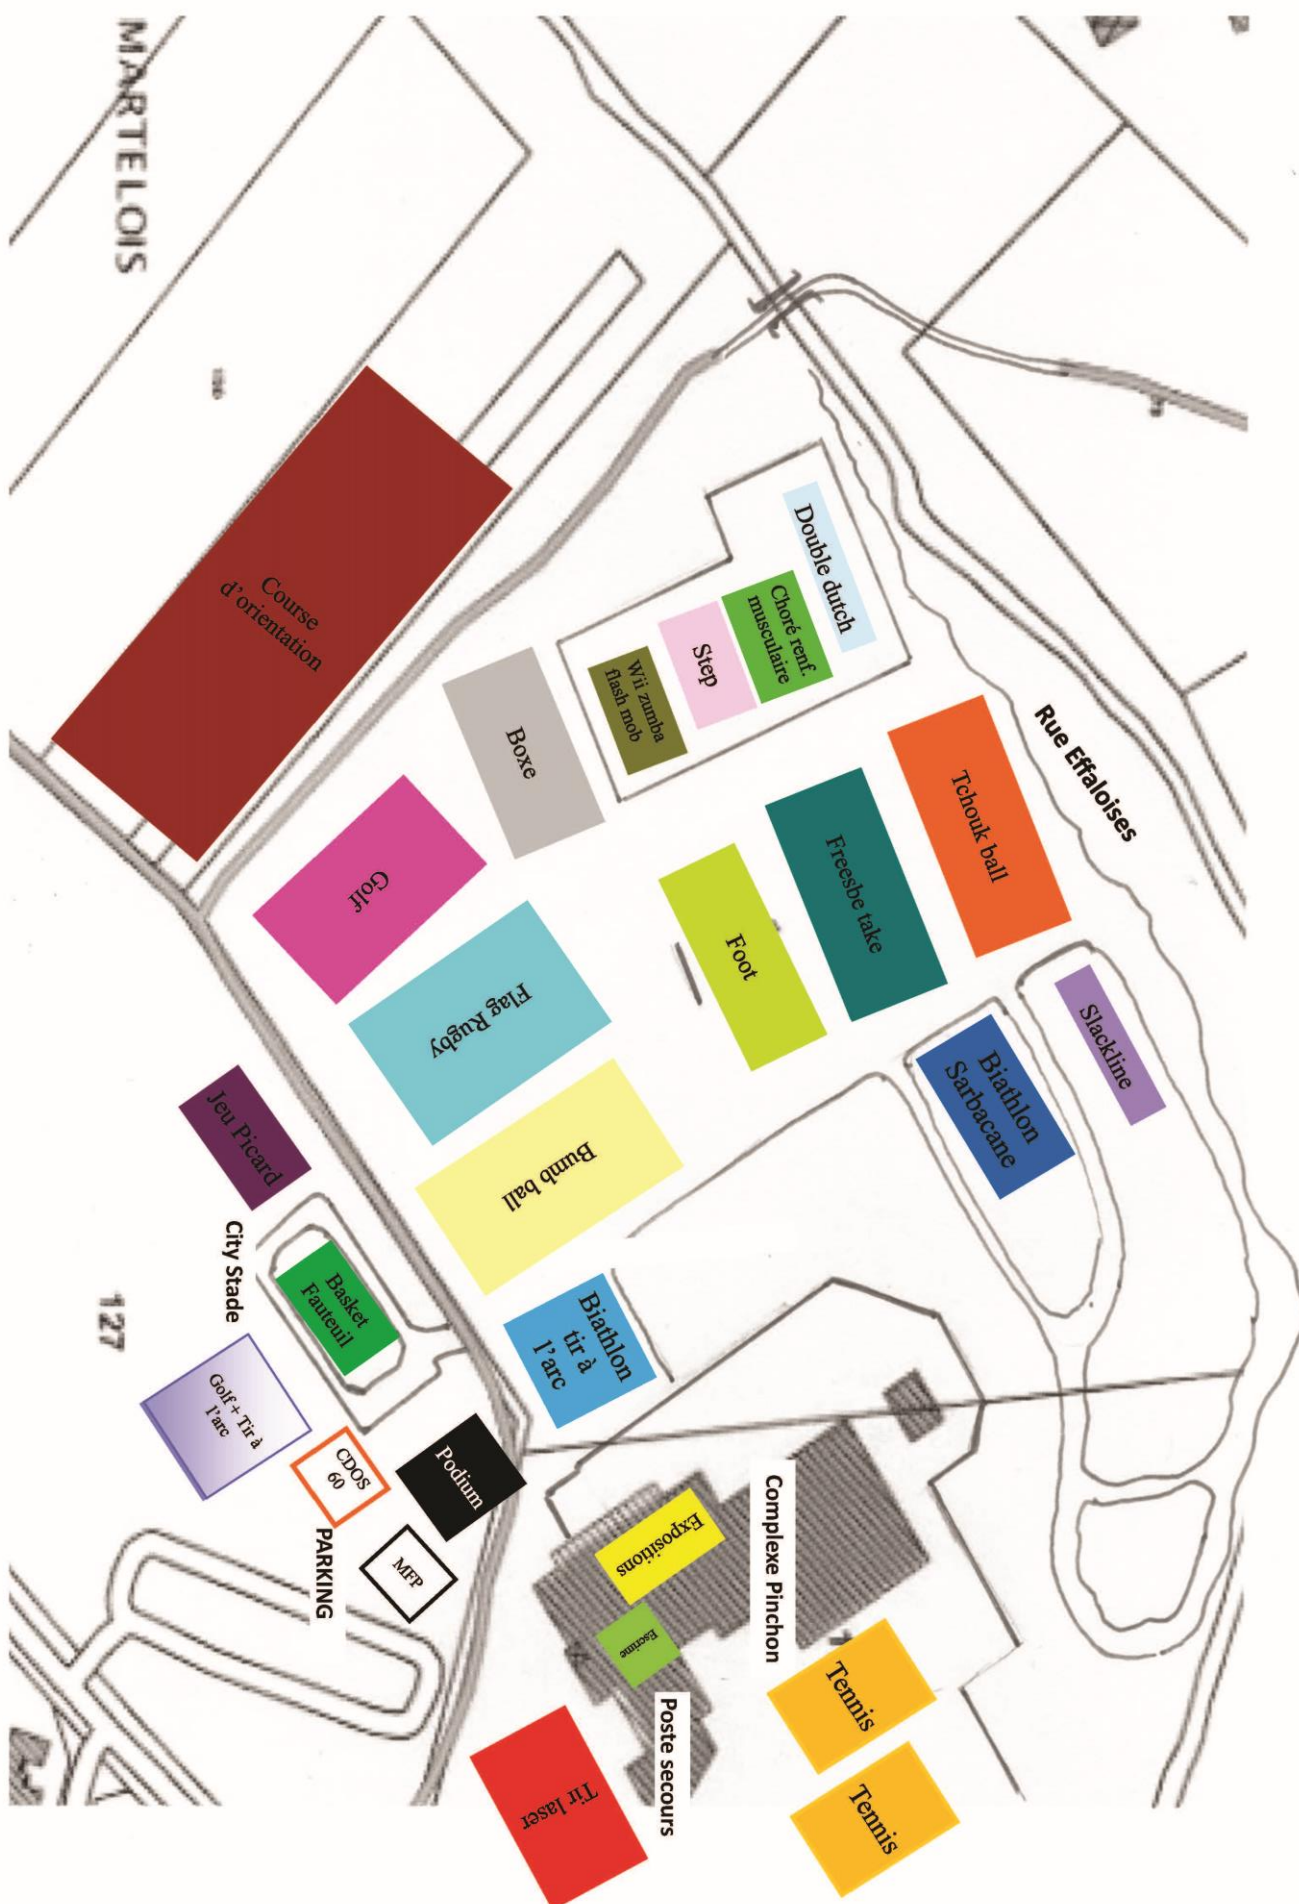 MARTELOIS
Double dutch
Choré renf.
musculaire
Step
Wii zumba
flash mob
Rue Effaloises
Course
d'orientation
Boxe
Tchouk ball
Freesbe take
Foot
Golf
Flag Rugby
Slackline
Biathlon
Sarbacane
Bumb ball
Jeu Picard
City Stade
Basket
Fauteuil
Biathlon
tir à
l'arc
127
Golf + Tir à
l'arc
CDOS
60
Podium
MFP
PARKING
Expositions
Complexe Pinchon
Escrime
Poste secours
Tir laser
Tennis
Tennis